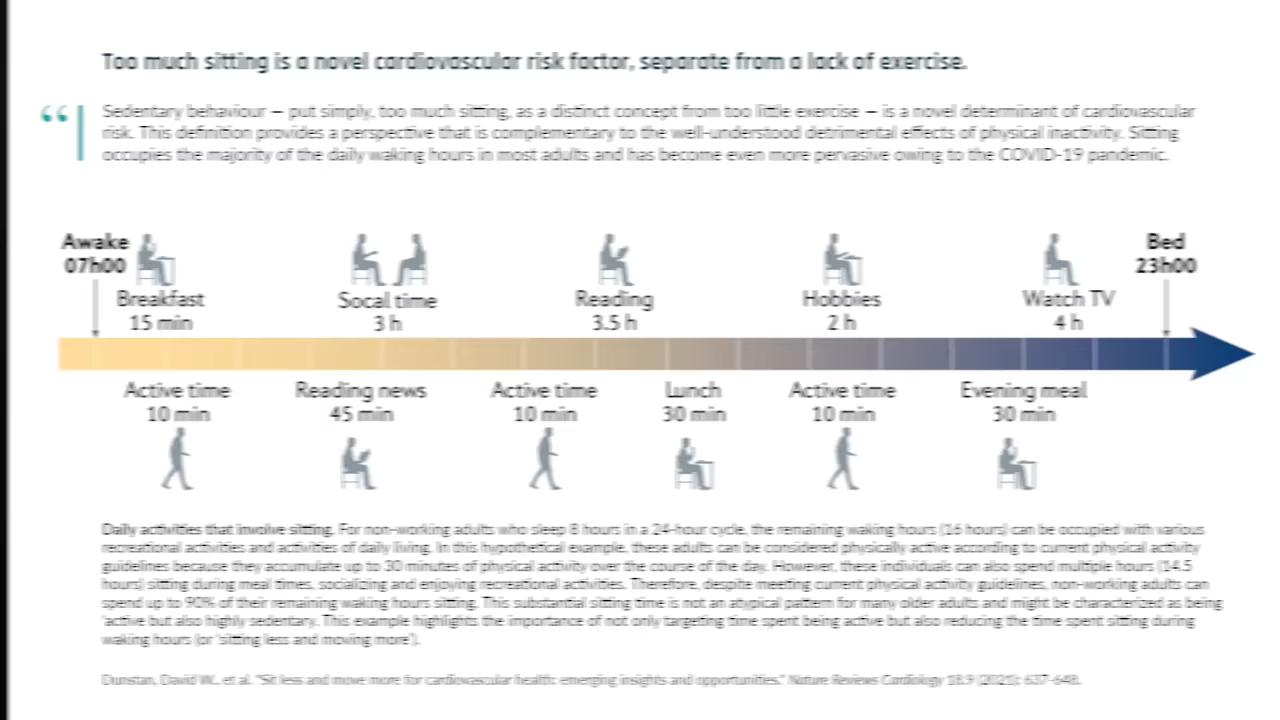 Too much sitting is a novel cardiovascular risk factor, separate from a lack of exercise.
“ Sedentary behaviour – put simply, too much sitting, as a distinct concept from too little exercise – is a novel determinant of cardiovascular
risk. This definition provides a perspective that is complementary to the well-understood detrimental effects of physical inactivity. Sitting
occupies the majority of the daily waking hours in most adults and has become even more pervasive owing to the COVID-19 pandemic.
Awake
07h00
Breakfast
15 min
Socal time
3 h
Reading
3.5 h
Hobbies
2 h
Watch TV
4 h
Bed
23h00
Active time
10 min
Reading news
45 min
Active time
10 min
Lunch
30 min
Active time
10 min
Evening meal
30 min
Daily activities that involve sitting. For non-working adults who sleep 8 hours in a 24-hour cycle, the remaining waking hours (16 hours) can be occupied with various
recreational activities and activities of daily living. In this hypothetical example, these adults can be considered physically active according to current physical activity
guidelines because they accumulate up to 30 minutes of physical activity over the course of the day. However, these individuals can also spend multiple hours (14.5
hours) sitting during meal times, socializing and enjoying recreational activities. Therefore, despite meeting current physical activity guidelines, non-working adults can
spend up to 90% of their remaining waking hours sitting. This substantial sitting time is not an atypical pattern for many older adults and might be characterized as being
'active but also highly sedentary. This example highlights the importance of not only targeting time spent being active but also reducing the time spent sitting during
waking hours (or 'sitting less and moving more').
Dunstan, David W., et al. "Sit less and move more for cardiovascular health: emerging insights and opportunities." Nature Reviews Cardiology 18.9 (2021): 637-648.